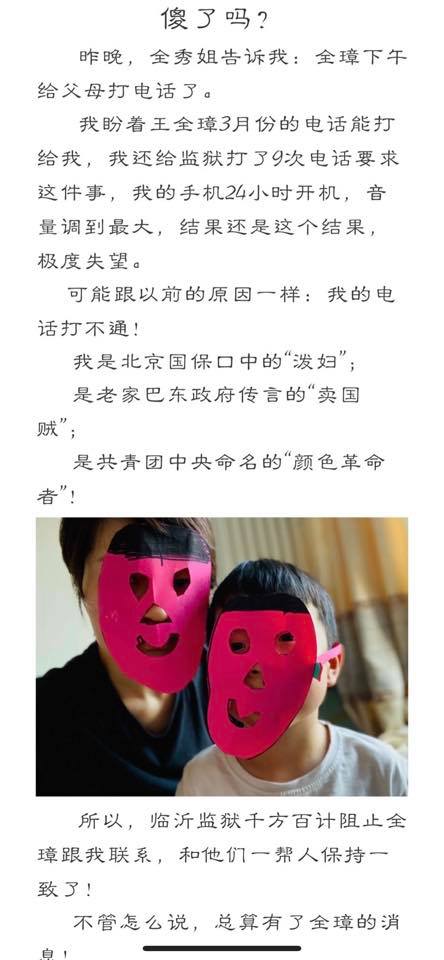 傻了吗？
昨晚，全秀姐告诉我：全璋下午
给父母打电话了。
我盼着王全璋3月份的电话能打
给我，我还给监狱打了9次电话要求
这件事，我的手机24小时开机，音
量调到最大，结果还是这个结果，
极度失望。
可能跟以前的原因一样：我的电
话打不通！
我是北京国保口中的“泼妇”；
是老家巴东政府传言的“卖国
贼”；
是共青团中央命名的“颜色革命
者”！
所以，临沂监狱千方百计阻止全
璋跟我联系，和他们一帮人保持一
致了！
不管怎么说，总算有了全璋的消
息！